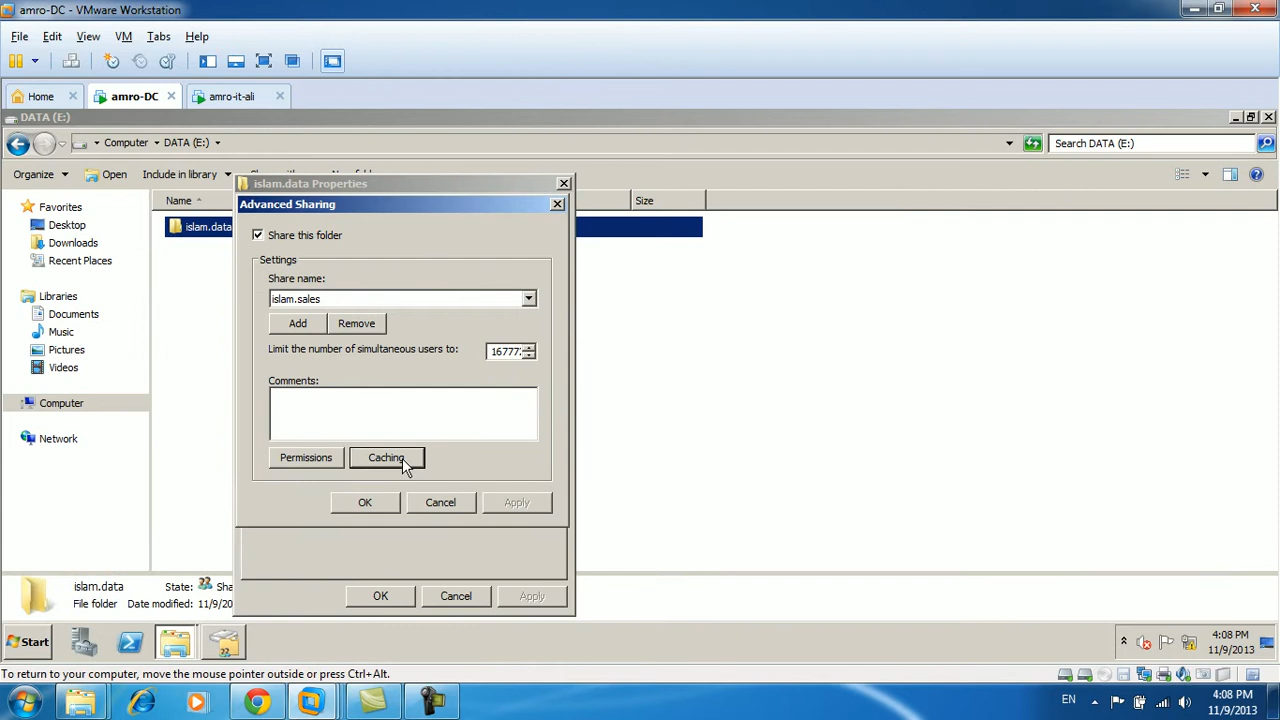 amro-DC - VMware Workstation
File Edit View VM Tabs Help
Home amro-DC amro-it-ali
DATA (E:)
Computer DATA (E:) Search DATA (E:)
Organize Open Include in library
Name Size
islam.data
Favorites
Desktop
Downloads
Recent Places
Libraries
Documents
Music
Pictures
Videos
Computer
Network
islam.data Properties
Advanced Sharing
Share this folder
Settings
Share name:
islam.sales
Add Remove
Limit the number of simultaneous users to: 16777
Comments:
Permissions Caching
OK Cancel Apply
OK Cancel Apply
islam.data State: Sha
File folder Date modified: 11/9/20
Start 4:08 PM
11/9/2013
To return to your computer, move the mouse pointer outside or press Ctrl+Alt.
EN 4:08 PM
11/9/2013